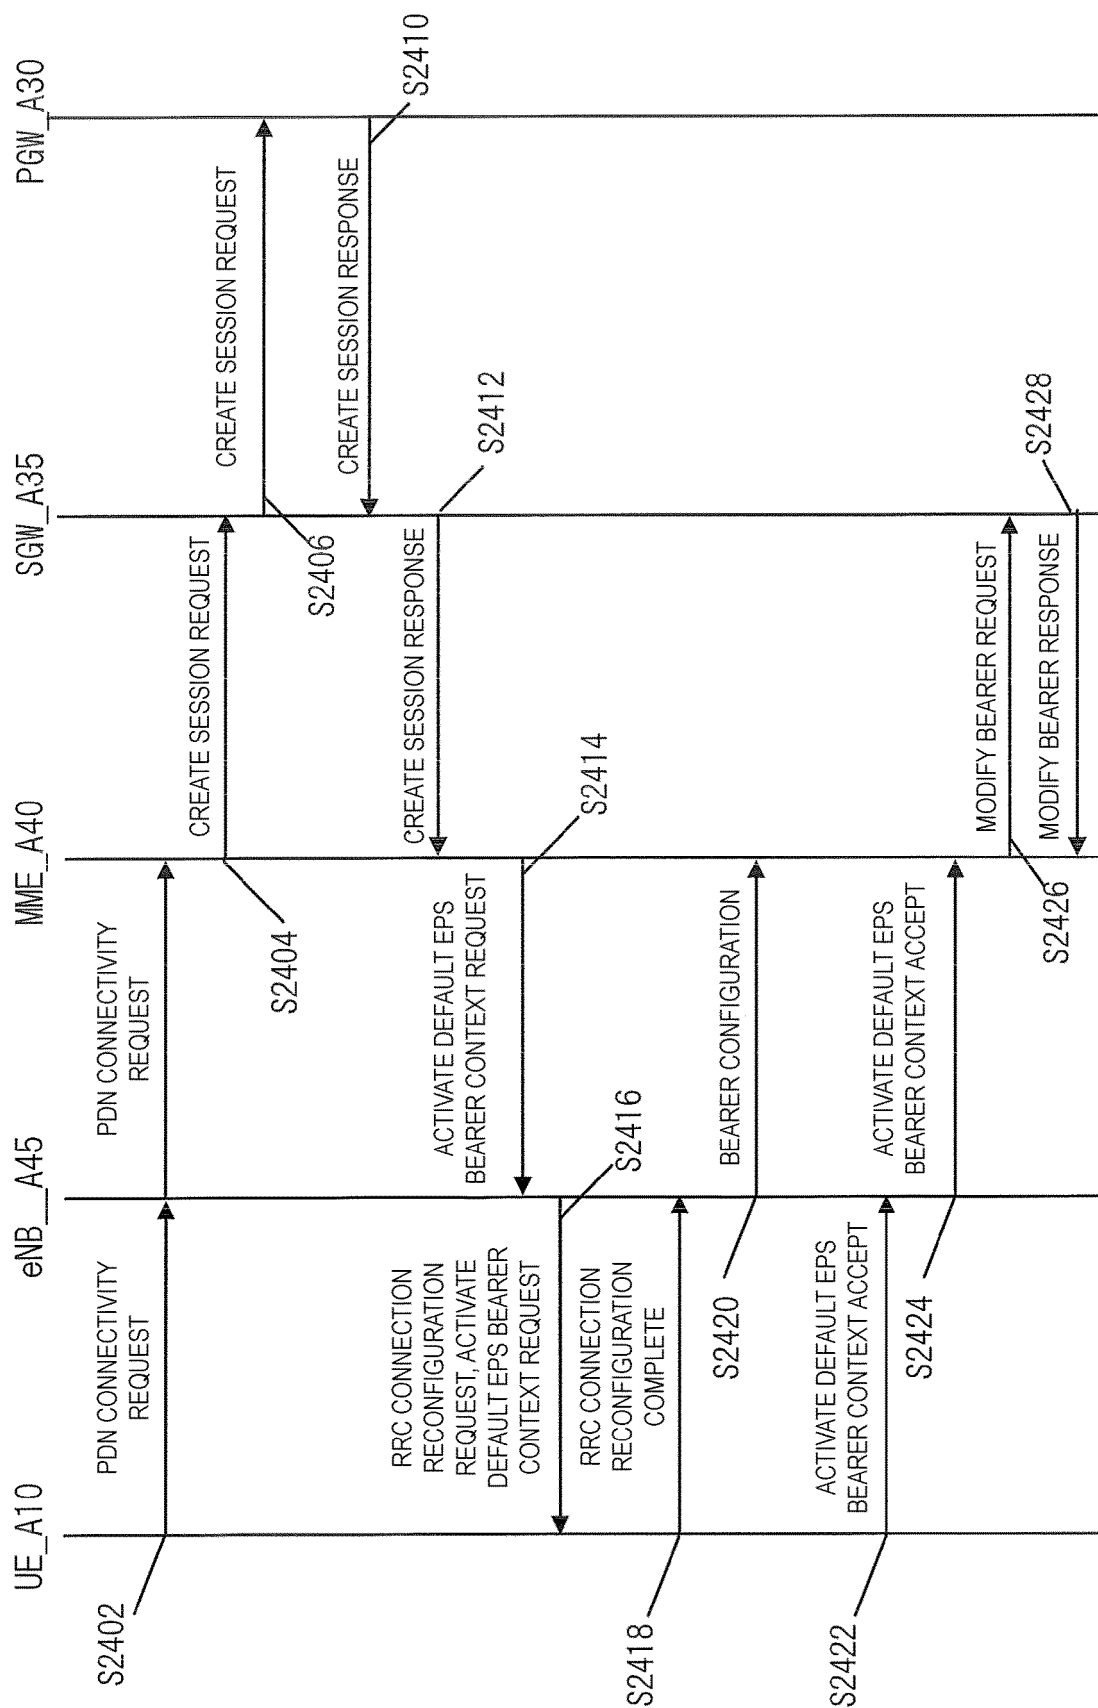 UE_A10
eNB_A45
MME_A40
SGW_A35
PGW_A30
S2402
PDN CONNECTIVITY
REQUEST
PDN CONNECTIVITY
REQUEST
S2404
CREATE SESSION REQUEST
S2406
CREATE SESSION REQUEST
CREATE SESSION RESPONSE
S2410
CREATE SESSION RESPONSE
S2412
ACTIVATE DEFAULT EPS
BEARER CONTEXT REQUEST
S2414
RRC CONNECTION
RECONFIGURATION
REQUEST, ACTIVATE
DEFAULT EPS BEARER
CONTEXT REQUEST
S2416
RRC CONNECTION
RECONFIGURATION
COMPLETE
S2418
BEARER CONFIGURATION
S2420
ACTIVATE DEFAULT EPS
BEARER CONTEXT ACCEPT
S2422
ACTIVATE DEFAULT EPS
BEARER CONTEXT ACCEPT
S2424
MODIFY BEARER REQUEST
S2426
MODIFY BEARER RESPONSE
S2428